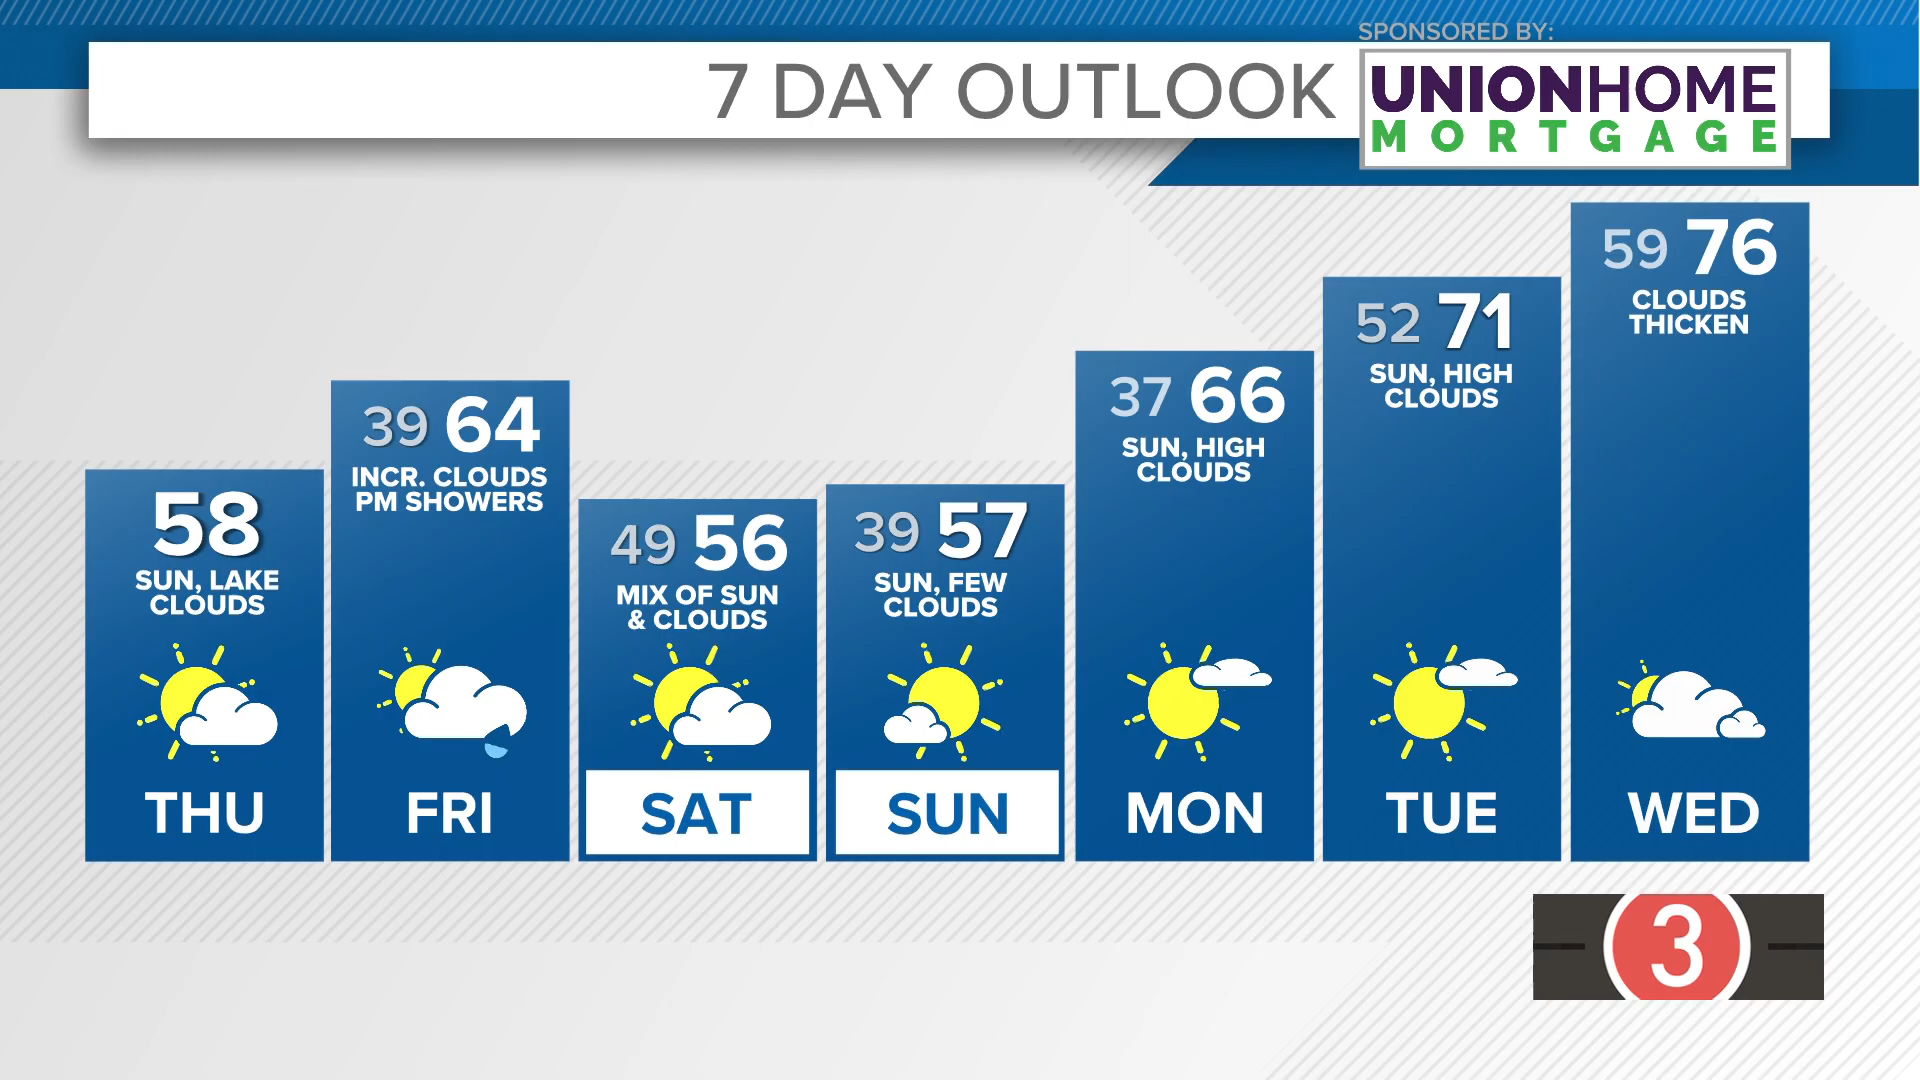 SPONSORED BY:
7 DAY OUTLOOK
UNIONHOME
MORTGAGE
58
SUN, LAKE
CLOUDS
THU
39 64
INCR. CLOUDS
PM SHOWERS
FRI
49 56
MIX OF SUN
& CLOUDS
SAT
39 57
SUN, FEW
CLOUDS
SUN
37 66
SUN, HIGH
CLOUDS
MON
52 71
SUN, HIGH
CLOUDS
TUE
59 76
CLOUDS
THICKEN
WED
3